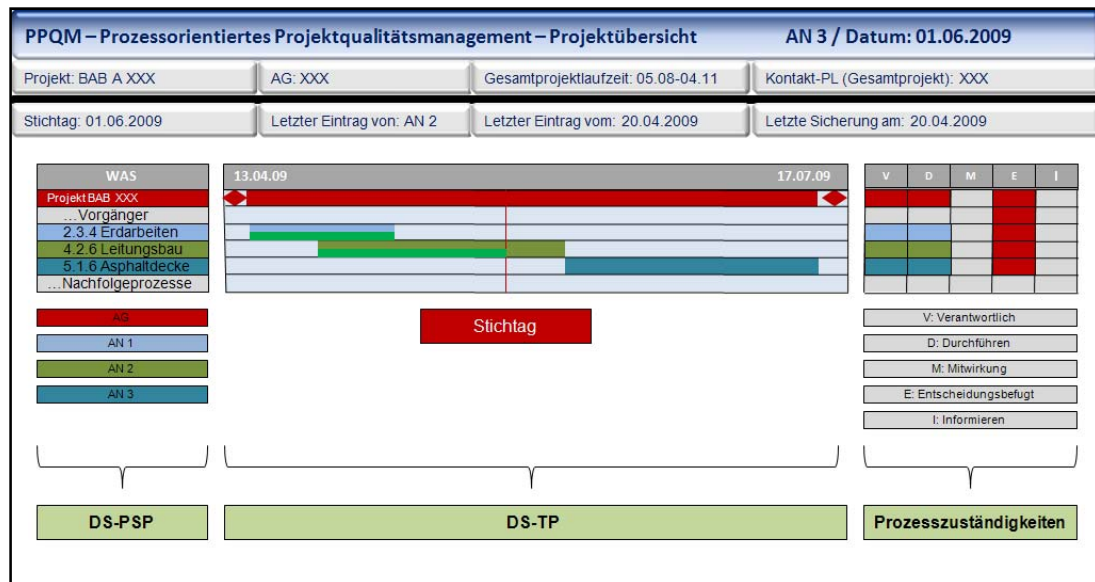 PPQM – Prozessorientiertes Projektqualitätsmanagement – Projektübersicht AN 3 / Datum: 01.06.2009
Projekt: BAB A XXX AG: XXX Gesamtprojektlaufzeit: 05.08-04.11 Kontakt-PL (Gesamtprojekt): XXX
Stichtag: 01.06.2009 Letzter Eintrag von: AN 2 Letzter Eintrag vom: 20.04.2009 Letzte Sicherung am: 20.04.2009
WAS 13.04.09 17.07.09 V D M E I
Projekt BAB XXX
...Vorgänger
2.3.4 Erdarbeiten
4.2.6 Leitungsbau
5.1.6 Asphaltdecke
...Nachfolgeprozesse
AG Stichtag V: Verantwortlich
AN 1 D: Durchführen
AN 2 M: Mitwirkung
AN 3 E: Entscheidungsbefugt
I: Informieren
DS-PSP DS-TP Prozesszuständigkeiten